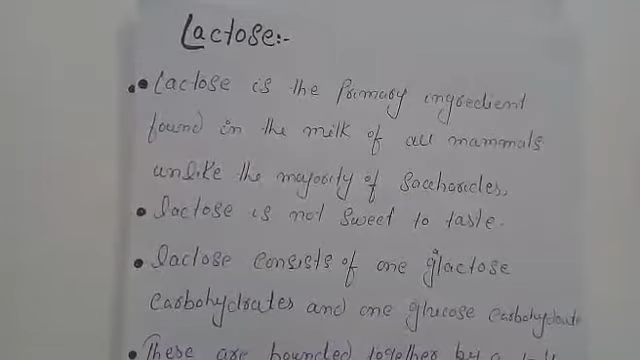 Lactose:-
• Lactose is the Primary ingredient
found in the milk of all mammals
unlike the majority of Saccharides.
• lactose is not sweet to taste.
• lactose consists of one glactose
carbohydrates and one glucose carbohydrate
• These are bounded together by a